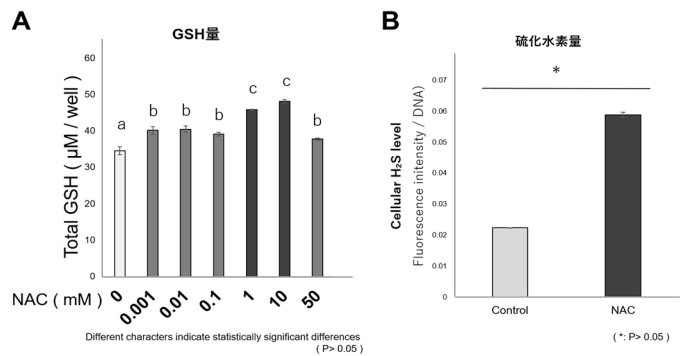 A
GSH量
Total GSH ( μM / well)
60
50
40
30
20
10
0
a
b
b
b
c
c
b
NAC ( mM )
0
0.001
0.01
0.1
1
10
50
Different characters indicate statistically significant differences
( P> 0.05 )
B
硫化水素量
Cellular H₂S level
Fluorescence initensity / DNA)
0.07
0.06
0.05
0.04
0.03
0.02
0.01
0
*
Control
NAC
( *: P> 0.05 )